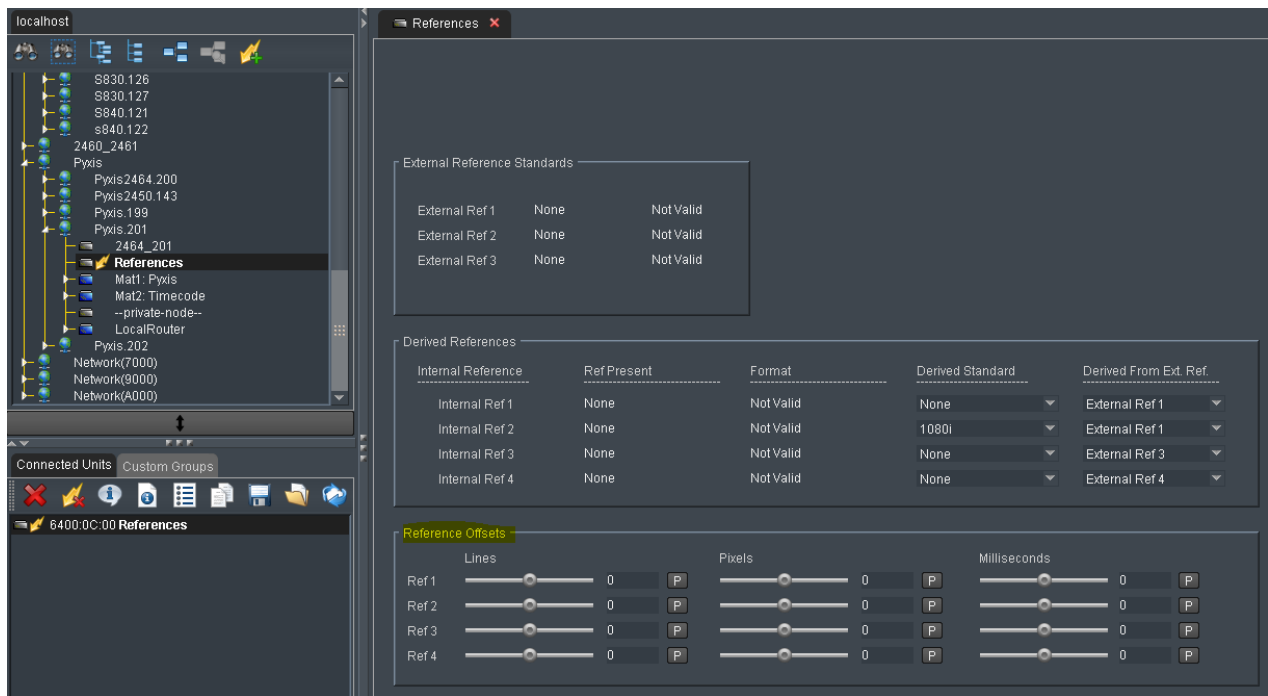 localhost
S830.126
S830.127
S840.121
s840.122
2460_2461
Pyxis
Pyxis2464.200
Pyxis2450.143
Pyxis.199
Pyxis.201
2464_201
References
Mat1: Pyxis
Mat2: Timecode
--private-node--
LocalRouter
Pyxis.202
Network(7000)
Network(9000)
Network(A000)
Connected Units Custom Groups
6400:0C:00 References
References
External Reference Standards
External Ref 1 None Not Valid
External Ref 2 None Not Valid
External Ref 3 None Not Valid
Derived References
Internal Reference Ref Present Format Derived Standard Derived From Ext. Ref.
Internal Ref 1 None Not Valid None External Ref 1
Internal Ref 2 None Not Valid 1080i External Ref 1
Internal Ref 3 None Not Valid None External Ref 3
Internal Ref 4 None Not Valid None External Ref 4
Reference Offsets
Lines Pixels Milliseconds
Ref 1 0 P 0 P 0 P
Ref 2 0 P 0 P 0 P
Ref 3 0 P 0 P 0 P
Ref 4 0 P 0 P 0 P